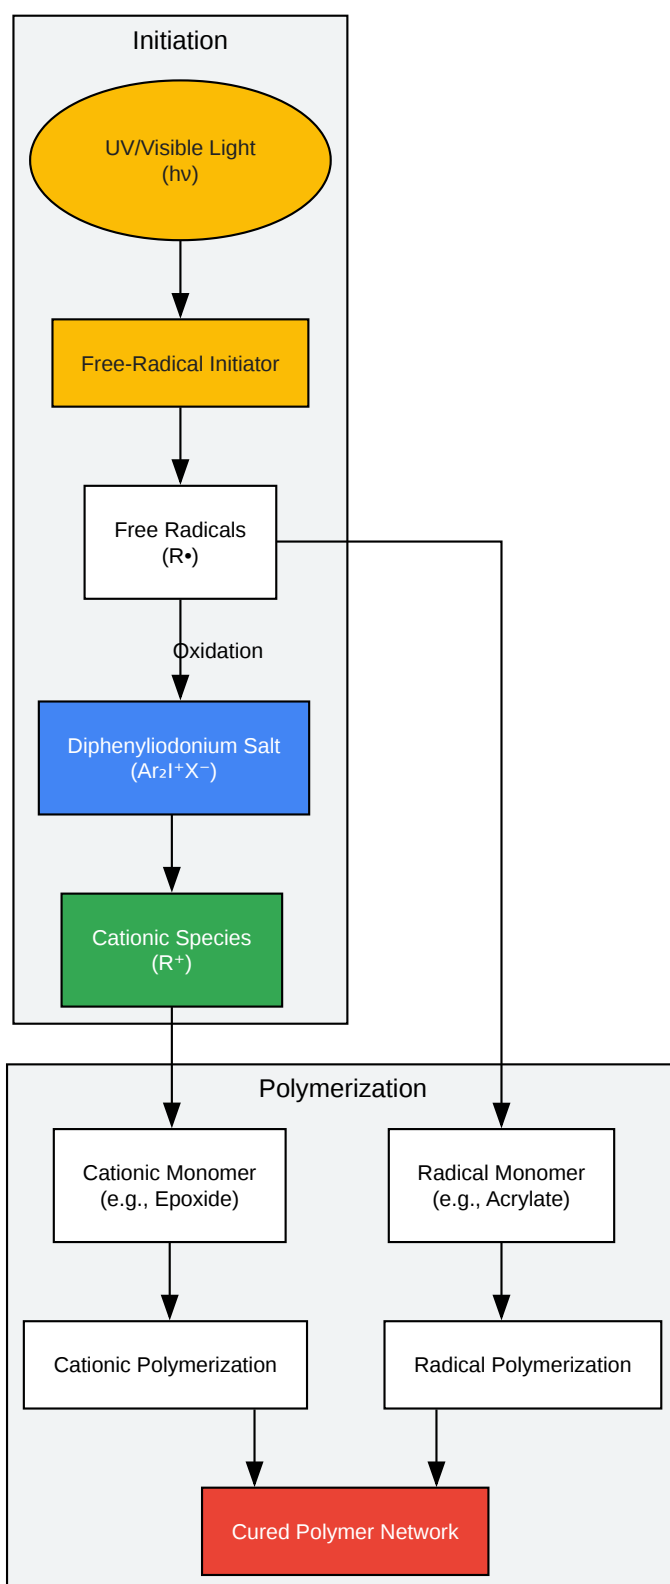 Initiation
UV/Visible Light
(hν)
Free-Radical Initiator
Free Radicals
(R•)
Oxidation
Diphenyliodonium Salt
(Ar₂I⁺X⁻)
Cationic Species
(R⁺)
Polymerization
Cationic Monomer
(e.g., Epoxide)
Radical Monomer
(e.g., Acrylate)
Cationic Polymerization
Radical Polymerization
Cured Polymer Network